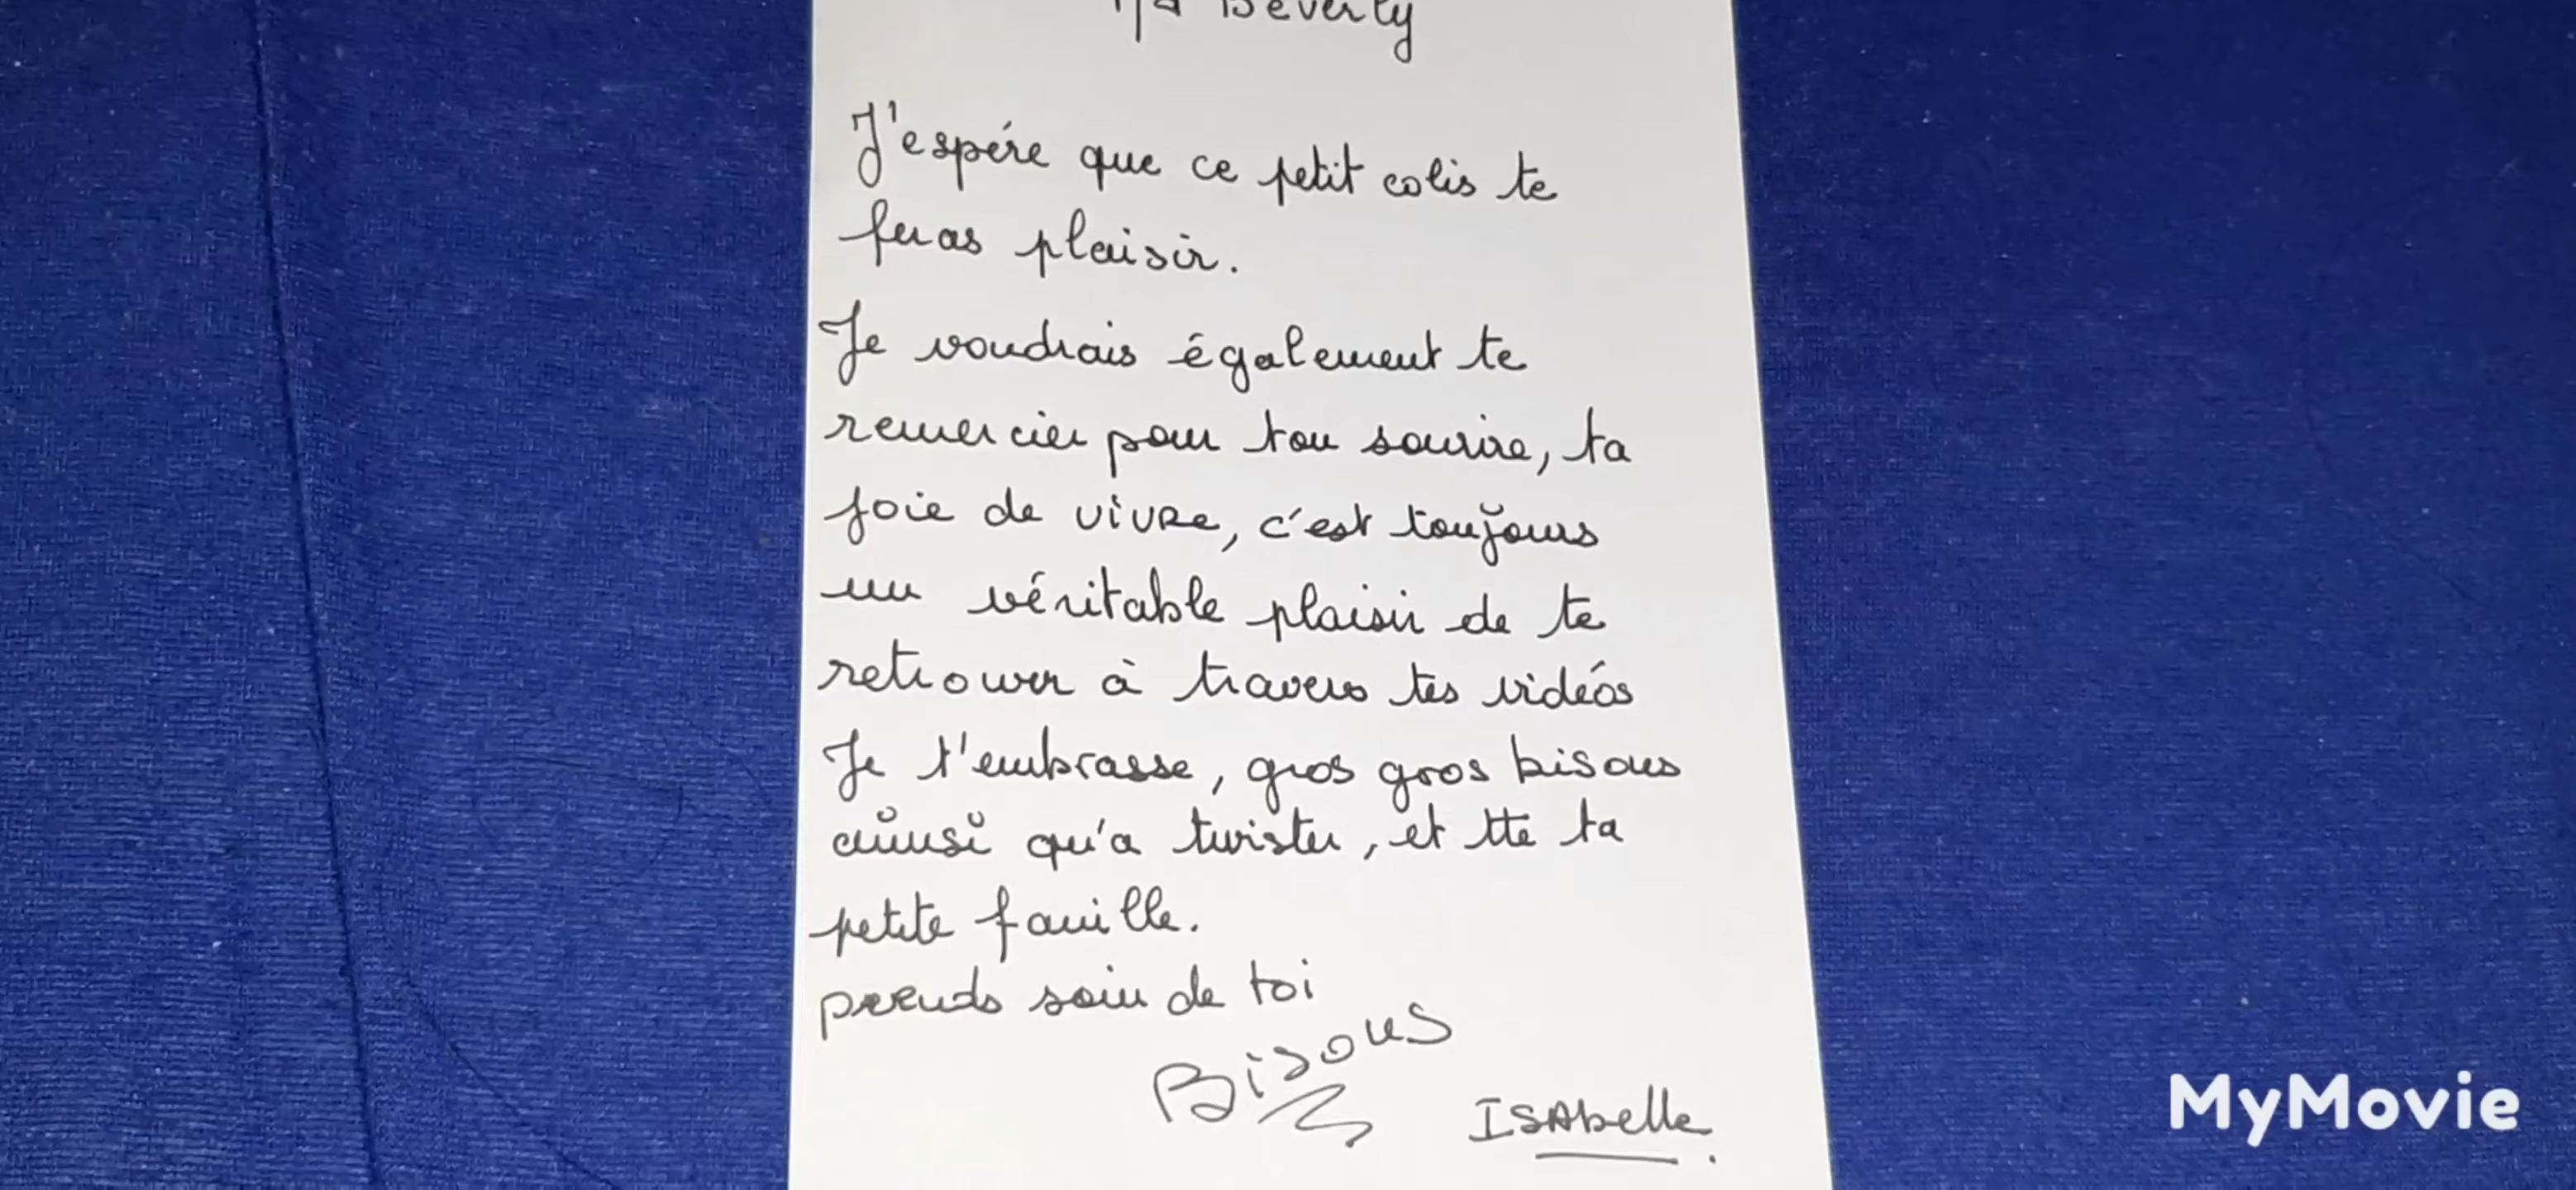 Beverly
J'espére que ce petit colis te
feras plaisir.
Je voudrais également te
remercier pour ton sourire, ta
joie de vivre, c'est toujours
un véritable plaisir de te
retrouver à travers tes vidéos
Je t'embrasse, gros gros bisous
ainsi qu'a twister, et tte ta
petite famille.
prends soin de toi
Bisous
ISAbelle.
MyMovie